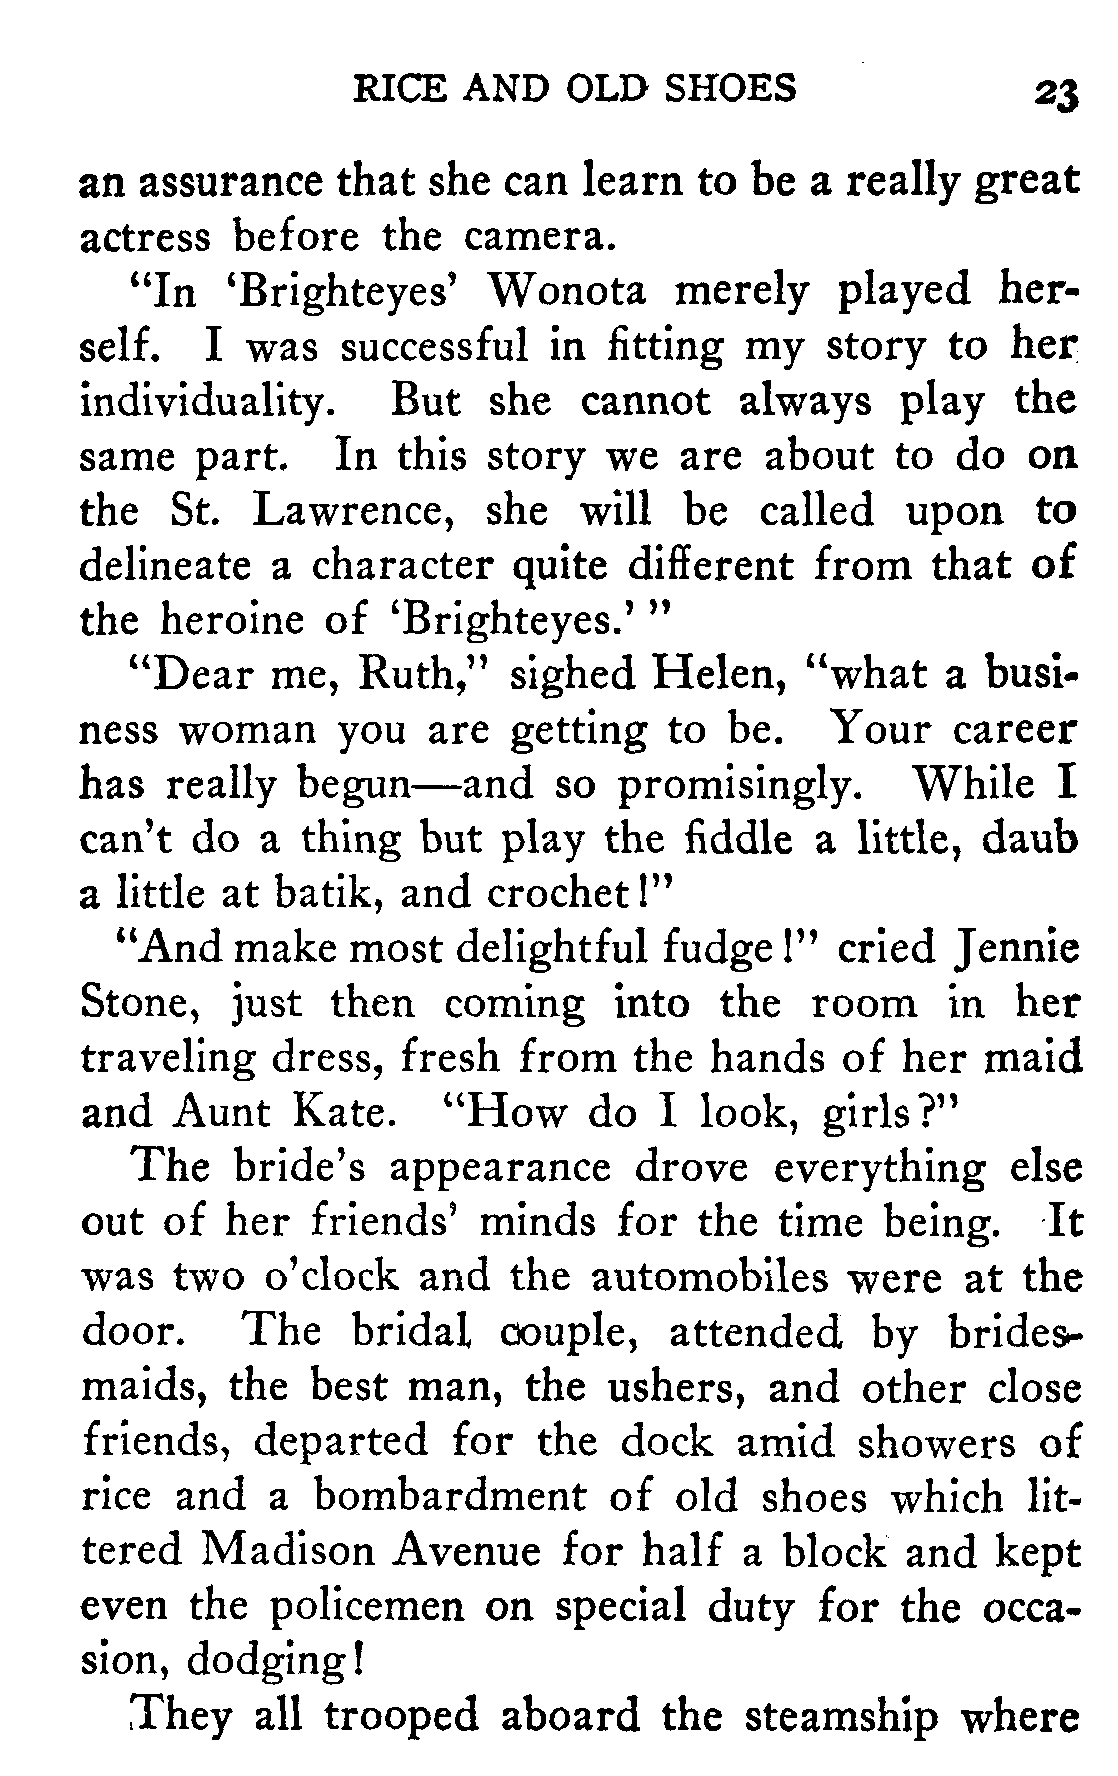 RICE AND OLD SHOES 23
an assurance that she can learn to be a really great
actress before the camera.
"In 'Brighteyes' Wonota merely played her-
self. I was successful in fitting my story to her
individuality. But she cannot always play the
same part. In this story we are about to do on
the St. Lawrence, she will be called upon to
delineate a character quite different from that of
the heroine of 'Brighteyes.' "
"Dear me, Ruth," sighed Helen, "what a busi-
ness woman you are getting to be. Your career
has really begun—and so promisingly. While I
can't do a thing but play the fiddle a little, daub
a little at batik, and crochet!"
"And make most delightful fudge!" cried Jennie
Stone, just then coming into the room in her
traveling dress, fresh from the hands of her maid
and Aunt Kate. "How do I look, girls?"
The bride's appearance drove everything else
out of her friends' minds for the time being. It
was two o'clock and the automobiles were at the
door. The bridal couple, attended by brides-
maids, the best man, the ushers, and other close
friends, departed for the dock amid showers of
rice and a bombardment of old shoes which lit-
tered Madison Avenue for half a block and kept
even the policemen on special duty for the occa-
sion, dodging!
They all trooped aboard the steamship where